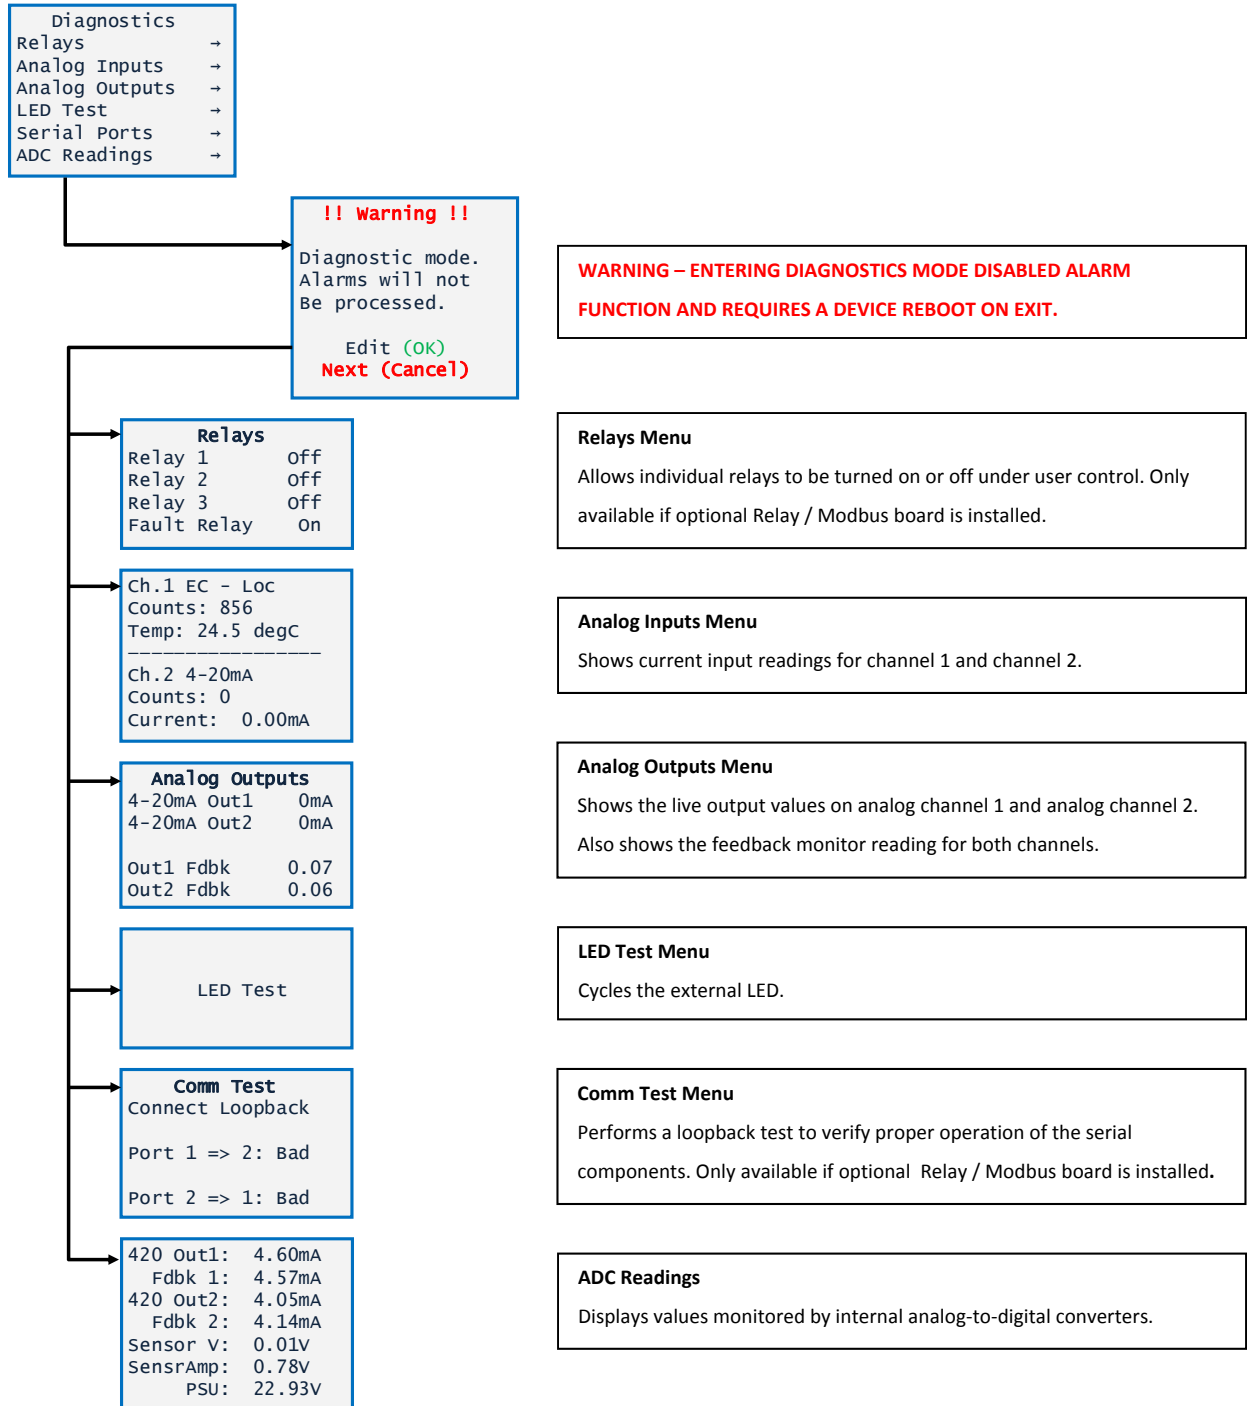 Diagnostics
Relays →
Analog Inputs →
Analog Outputs →
LED Test →
Serial Ports →
ADC Readings →
!! Warning !!
Diagnostic mode.
Alarms will not
Be processed.
Edit (OK)
Next (Cancel)
WARNING – ENTERING DIAGNOSTICS MODE DISABLED ALARM
FUNCTION AND REQUIRES A DEVICE REBOOT ON EXIT.
Relays
Relay 1 Off
Relay 2 Off
Relay 3 Off
Fault Relay On
Relays Menu
Allows individual relays to be turned on or off under user control. Only
available if optional Relay / Modbus board is installed.
Ch.1 EC - Loc
Counts: 856
Temp: 24.5 degC
-----------------
Ch.2 4-20mA
Counts: 0
Current: 0.00mA
Analog Inputs Menu
Shows current input readings for channel 1 and channel 2.
Analog Outputs
4-20mA Out1 0mA
4-20mA Out2 0mA
Out1 Fdbk 0.07
Out2 Fdbk 0.06
Analog Outputs Menu
Shows the live output values on analog channel 1 and analog channel 2.
Also shows the feedback monitor reading for both channels.
LED Test
LED Test Menu
Cycles the external LED.
Comm Test
Connect Loopback
Port 1 => 2: Bad
Port 2 => 1: Bad
Comm Test Menu
Performs a loopback test to verify proper operation of the serial
components. Only available if optional Relay / Modbus board is installed.
420 Out1: 4.60mA
Fdbk 1: 4.57mA
420 Out2: 4.05mA
Fdbk 2: 4.14mA
Sensor V: 0.01V
SensrAmp: 0.78V
PSU: 22.93V
ADC Readings
Displays values monitored by internal analog-to-digital converters.